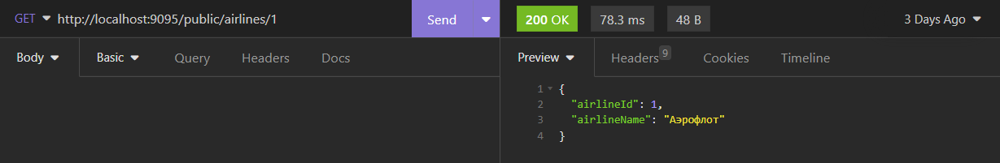 GET http://localhost:9095/public/airlines/1 Send 200 OK 78.3 ms 48 B 3 Days Ago
Body Basic Query Headers Docs Preview Headers 9 Cookies Timeline
1 {
2 "airlineId": 1,
3 "airlineName": "Аэрофлот"
4 }